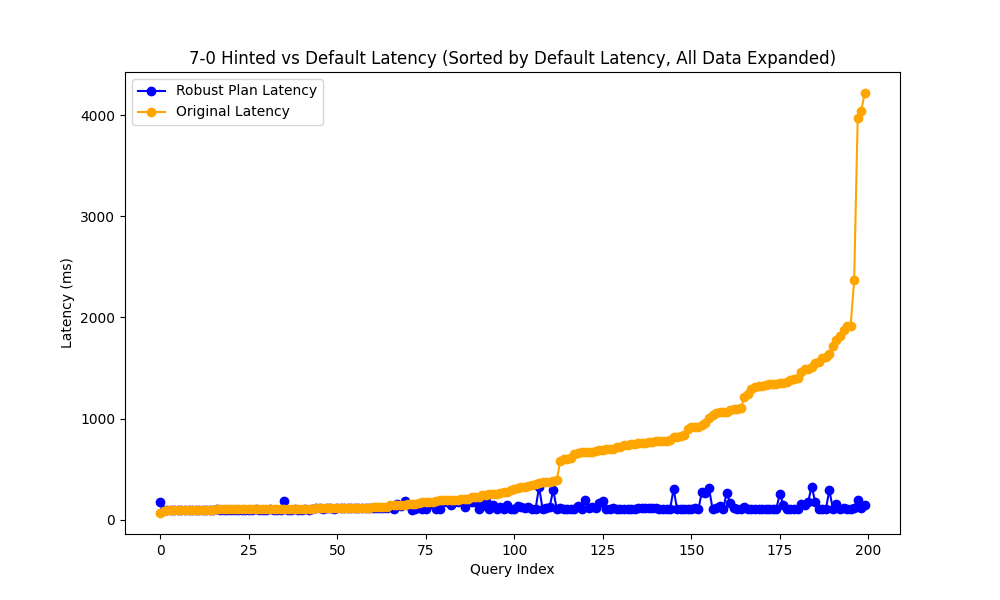 7-0 Hinted vs Default Latency (Sorted by Default Latency, All Data Expanded)
Robust Plan Latency
Original Latency
4000
3000
2000
1000
0
Latency (ms)
0 25 50 75 100 125 150 175 200
Query Index